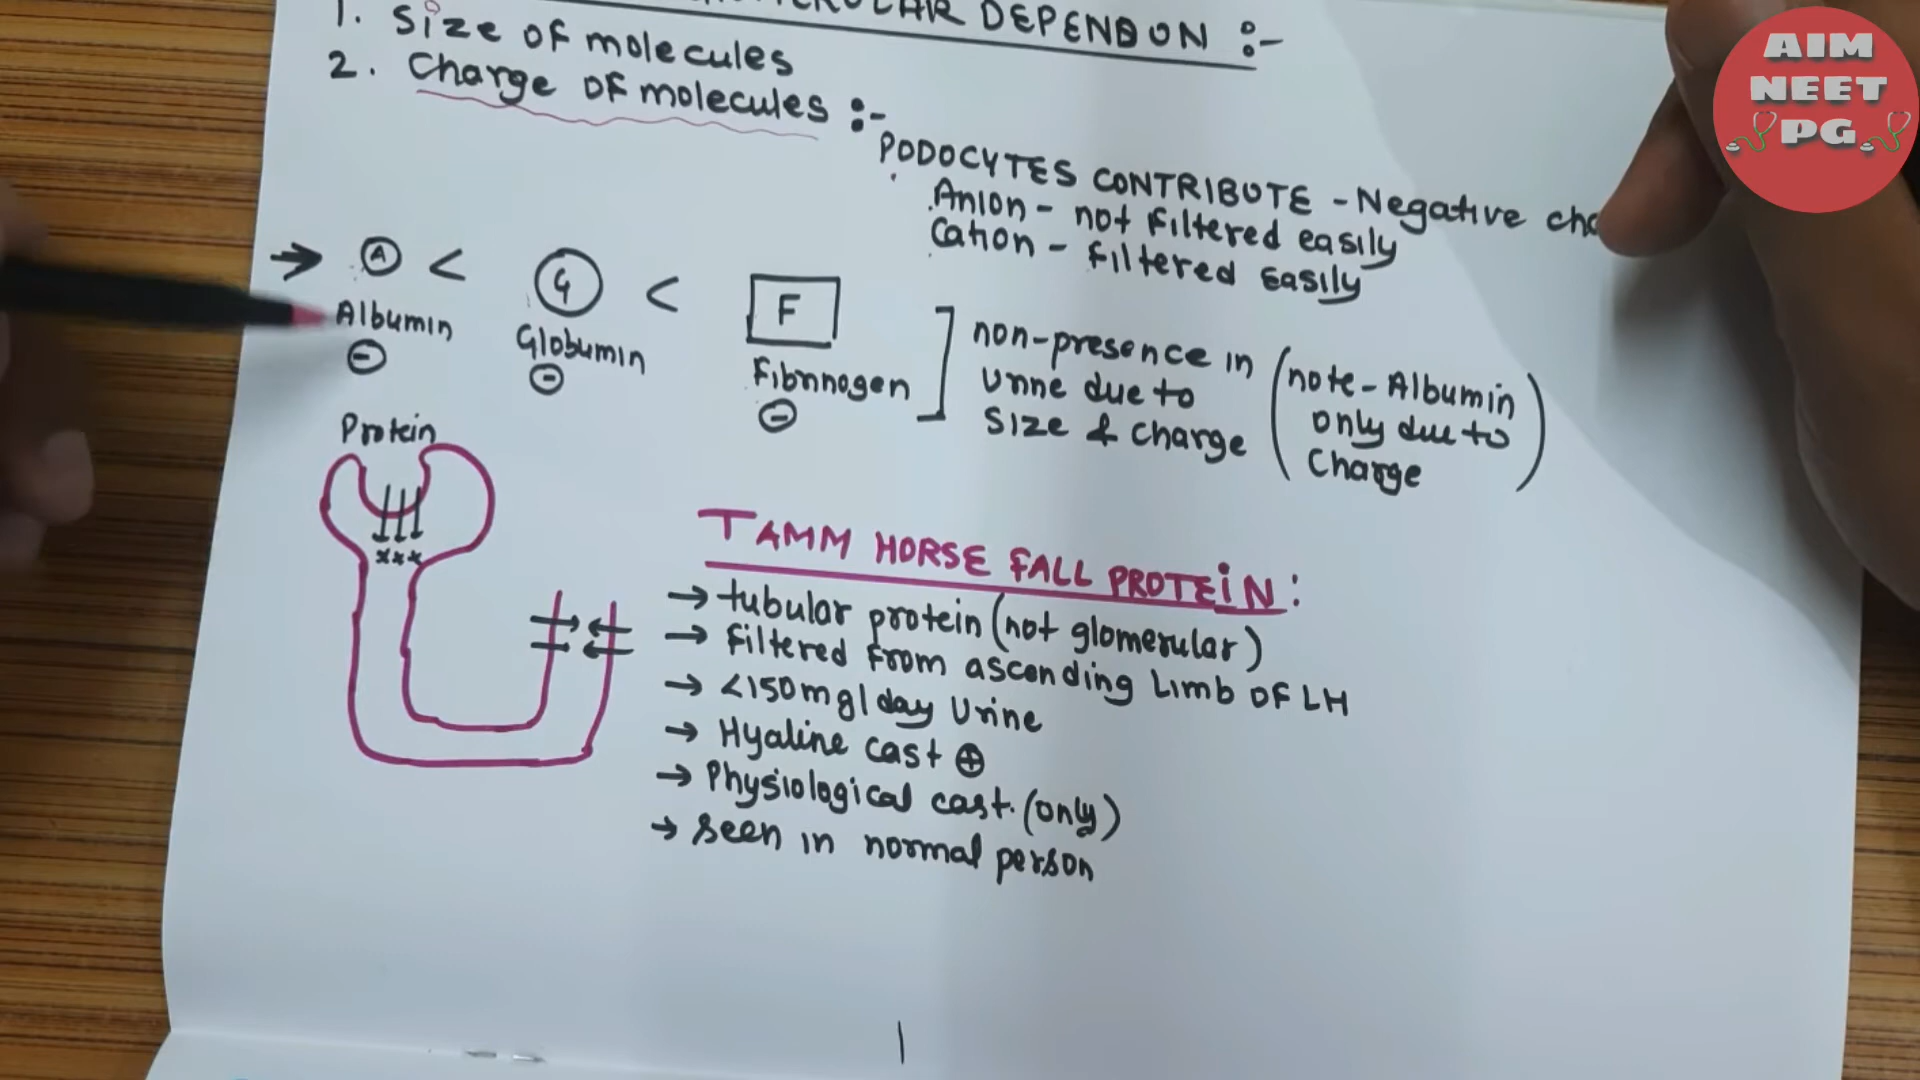 DEPENDON :-
1. Size of molecules
2. Charge of molecules :-
PODOCYTES CONTRIBUTE - Negative
Anion - not filtered easily
Cation - filtered Easily
A < G < F
Albumin
Globumin
Fibrinogen
non-presence in
Urine due to
Size & charge
(note - Albumin
only due to
Charge)
Protein
TAMM HORSE FALL PROTEIN :
→ tubular protein (not glomerular)
→ filtered from ascending Limb OF LH
→ <150mg/day Urine
→ Hyaline cast ⊕
→ Physiological cast. (only)
→ seen in normal person
AIM
NEET
PG